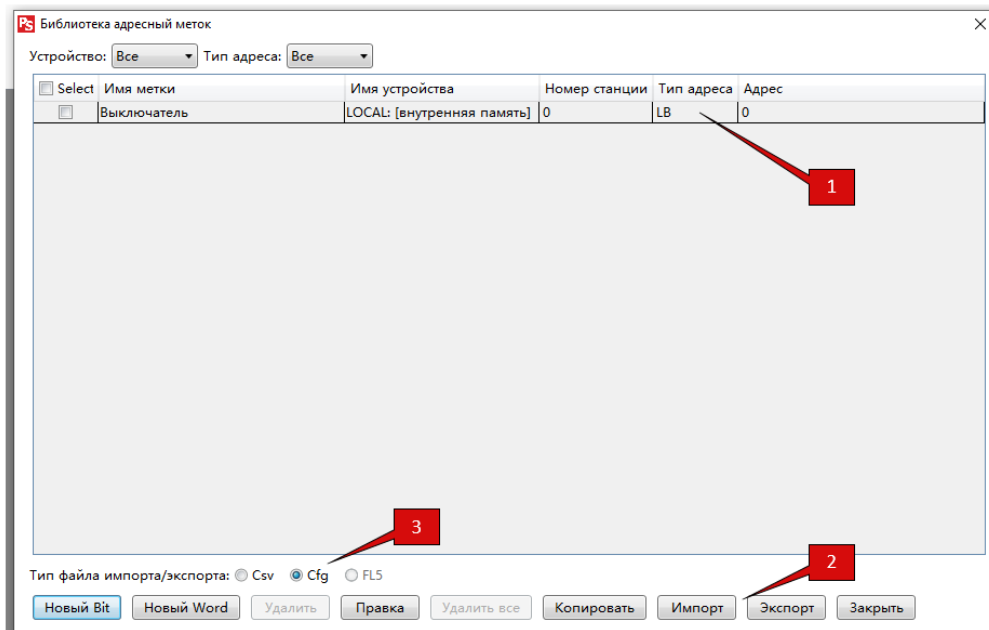 PS Библиотека адресный меток
Устройство: Все Тип адреса: Все
Select Имя метки Имя устройства Номер станции Тип адреса Адрес
Выключатель LOCAL: [внутренняя память] 0 LB 0
1
3
2
Тип файла импорта/экспорта: Csv Cfg FL5
Новый Bit Новый Word Удалить Правка Удалить все Копировать Импорт Экспорт Закрыть